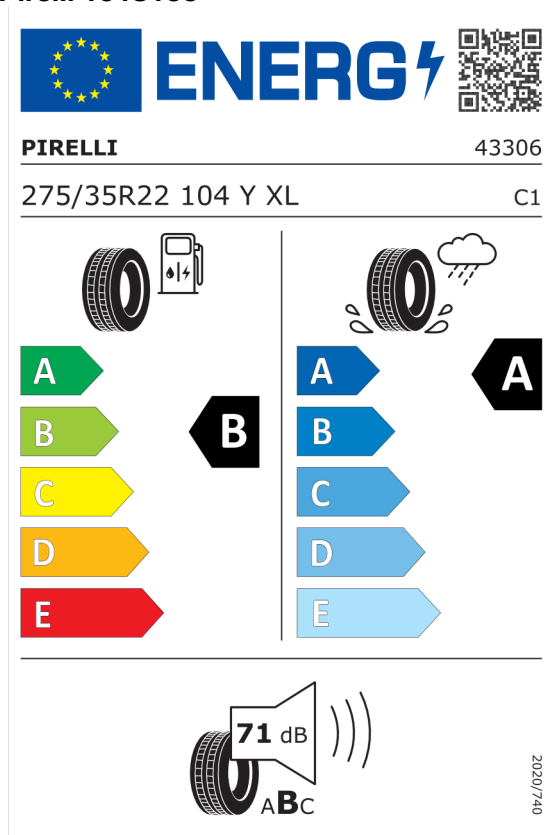 ENERG
PIRELLI 43306
275/35R22 104 Y XL C1
A A A
B B B
C C
D D
E E
71 dB
ABC
2020/740